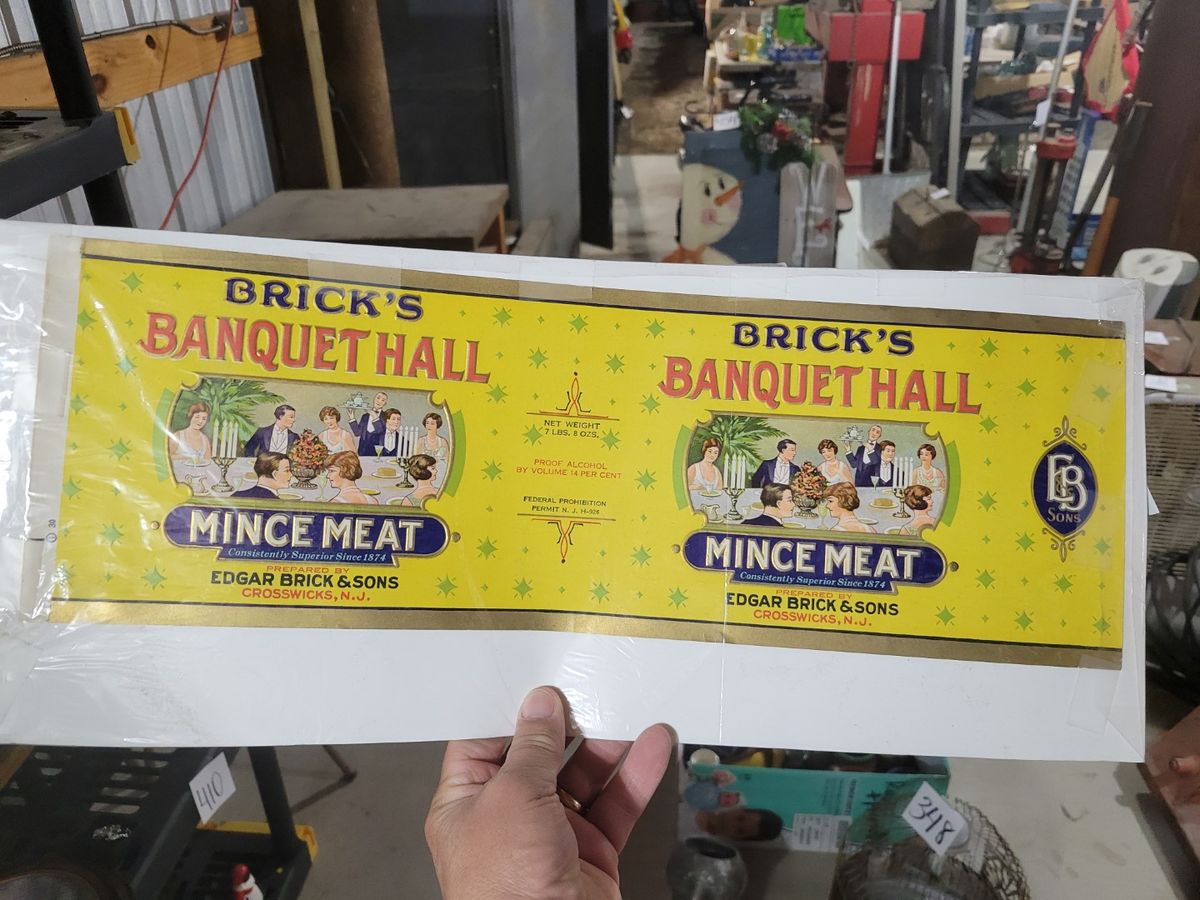 BRICK'S
BANQUET HALL
MINCE MEAT
Consistently Superior Since 1874
PREPARED BY
EDGAR BRICK & SONS
CROSSWICKS, N.J.
30
NET WEIGHT
7 LBS. 8 OZS.
PROOF ALCOHOL
BY VOLUME 14 PER CENT
FEDERAL PROHIBITION
PERMIT N. J. H-926
BRICK'S
BANQUET HALL
MINCE MEAT
Consistently Superior Since 1874
PREPARED BY
EDGAR BRICK & SONS
CROSSWICKS, N.J.
EB
SONS
410
348